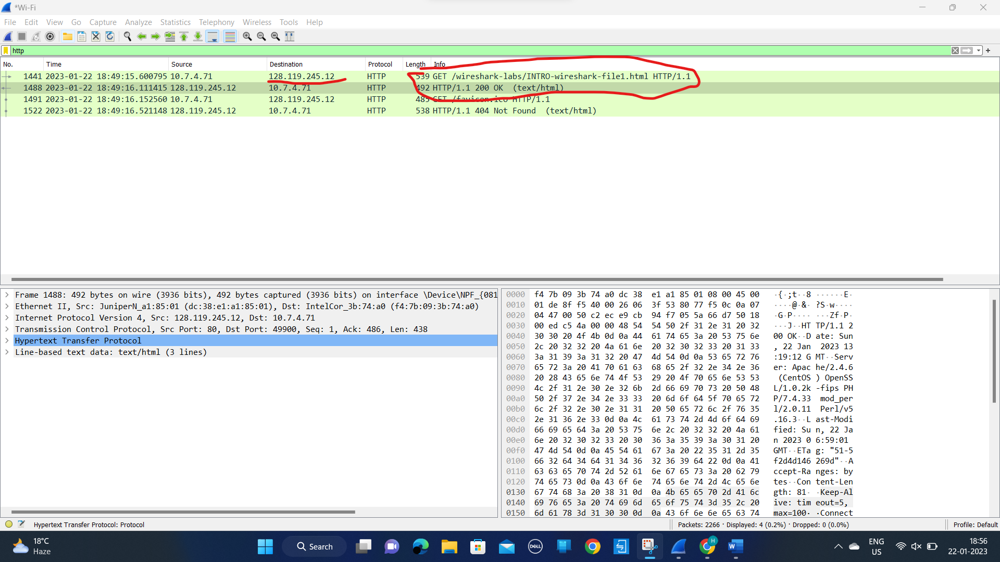 *Wi-Fi
File Edit View Go Capture Analyze Statistics Telephony Wireless Tools Help
http
No. Time Source Destination Protocol Length Info
1441 2023-01-22 18:49:15.600795 10.7.4.71 128.119.245.12 HTTP 539 GET /wireshark-labs/INTRO-wireshark-file1.html HTTP/1.1
1488 2023-01-22 18:49:16.111415 128.119.245.12 10.7.4.71 HTTP 492 HTTP/1.1 200 OK (text/html)
1491 2023-01-22 18:49:16.152560 10.7.4.71 128.119.245.12 HTTP 485 GET /favicon.ico HTTP/1.1
1522 2023-01-22 18:49:16.521148 128.119.245.12 10.7.4.71 HTTP 538 HTTP/1.1 404 Not Found (text/html)
Frame 1488: 492 bytes on wire (3936 bits), 492 bytes captured (3936 bits) on interface \Device\NPF_{081
Ethernet II, Src: JuniperN_a1:85:01 (dc:38:e1:a1:85:01), Dst: IntelCor_3b:74:a0 (f4:7b:09:3b:74:a0)
Internet Protocol Version 4, Src: 128.119.245.12, Dst: 10.7.4.71
Transmission Control Protocol, Src Port: 80, Dst Port: 49900, Seq: 1, Ack: 486, Len: 438
Hypertext Transfer Protocol
Line-based text data: text/html (3 lines)
0000 f4 7b 09 3b 74 a0 dc 38 e1 a1 85 01 08 00 45 00 ·{·;t··8 ······E·
0010 01 de 8f f5 40 00 26 06 3f 53 80 77 f5 0c 0a 07 ····@·&· ?S·w····
0020 04 47 00 50 c2 ec e9 cb 94 f7 05 5a 66 d7 50 18 ·G·P···· ···Zf·P·
0030 00 ed c5 4a 00 00 48 54 54 50 2f 31 2e 31 20 32 ···J··HT TP/1.1 2
0040 30 30 20 4f 4b 0d 0a 44 61 74 65 3a 20 53 75 6e 00 OK··D ate: Sun
0050 2c 20 32 32 20 4a 61 6e 20 32 30 32 33 20 31 33 , 22 Jan 2023 13
0060 3a 31 39 3a 31 32 20 47 4d 54 0d 0a 53 65 72 76 :19:12 G MT··Serv
0070 65 72 3a 20 41 70 61 63 68 65 2f 32 2e 34 2e 36 er: Apac he/2.4.6
0080 20 28 43 65 6e 74 4f 53 29 20 4f 70 65 6e 53 53 (CentOS ) OpenSS
0090 4c 2f 31 2e 30 2e 32 6b 2d 66 69 70 73 20 50 48 L/1.0.2k -fips PH
00a0 50 2f 37 2e 34 2e 33 33 20 6d 6f 64 5f 70 65 72 P/7.4.33 mod_per
00b0 6c 2f 32 2e 30 2e 31 31 20 50 65 72 6c 2f 76 35 l/2.0.11 Perl/v5
00c0 2e 31 36 2e 33 0d 0a 4c 61 73 74 2d 4d 6f 64 69 .16.3··L ast-Modi
00d0 66 69 65 64 3a 20 53 75 6e 2c 20 32 32 20 4a 61 fied: Su n, 22 Ja
00e0 6e 20 32 30 32 33 20 30 36 3a 35 39 3a 30 31 20 n 2023 0 6:59:01
00f0 47 4d 54 0d 0a 45 54 61 67 3a 20 22 35 31 2d 35 GMT··ETa g: "51-5
0100 66 32 64 34 64 31 34 36 32 36 39 64 22 0d 0a 41 f2d4d146 269d"··A
0110 63 63 65 70 74 2d 52 61 6e 67 65 73 3a 20 62 79 ccept-Ra nges: by
0120 74 65 73 0d 0a 43 6f 6e 74 65 6e 74 2d 4c 65 6e tes··Con tent-Len
0130 67 74 68 3a 20 38 31 0d 0a 4b 65 65 70 2d 41 6c gth: 81· ·Keep-Al
0140 69 76 65 3a 20 74 69 6d 65 6f 75 74 3d 35 2c 20 ive: tim eout=5,
0150 6d 61 78 3d 31 30 30 0d 0a 43 6f 6e 6e 65 63 74 max=100· ·Connect
Hypertext Transfer Protocol: Protocol Packets: 2266 · Displayed: 4 (0.2%) · Dropped: 0 (0.0%) Profile: Default
18°C
Haze
Search
DELL
H
W
ENG
US
18:56
22-01-2023